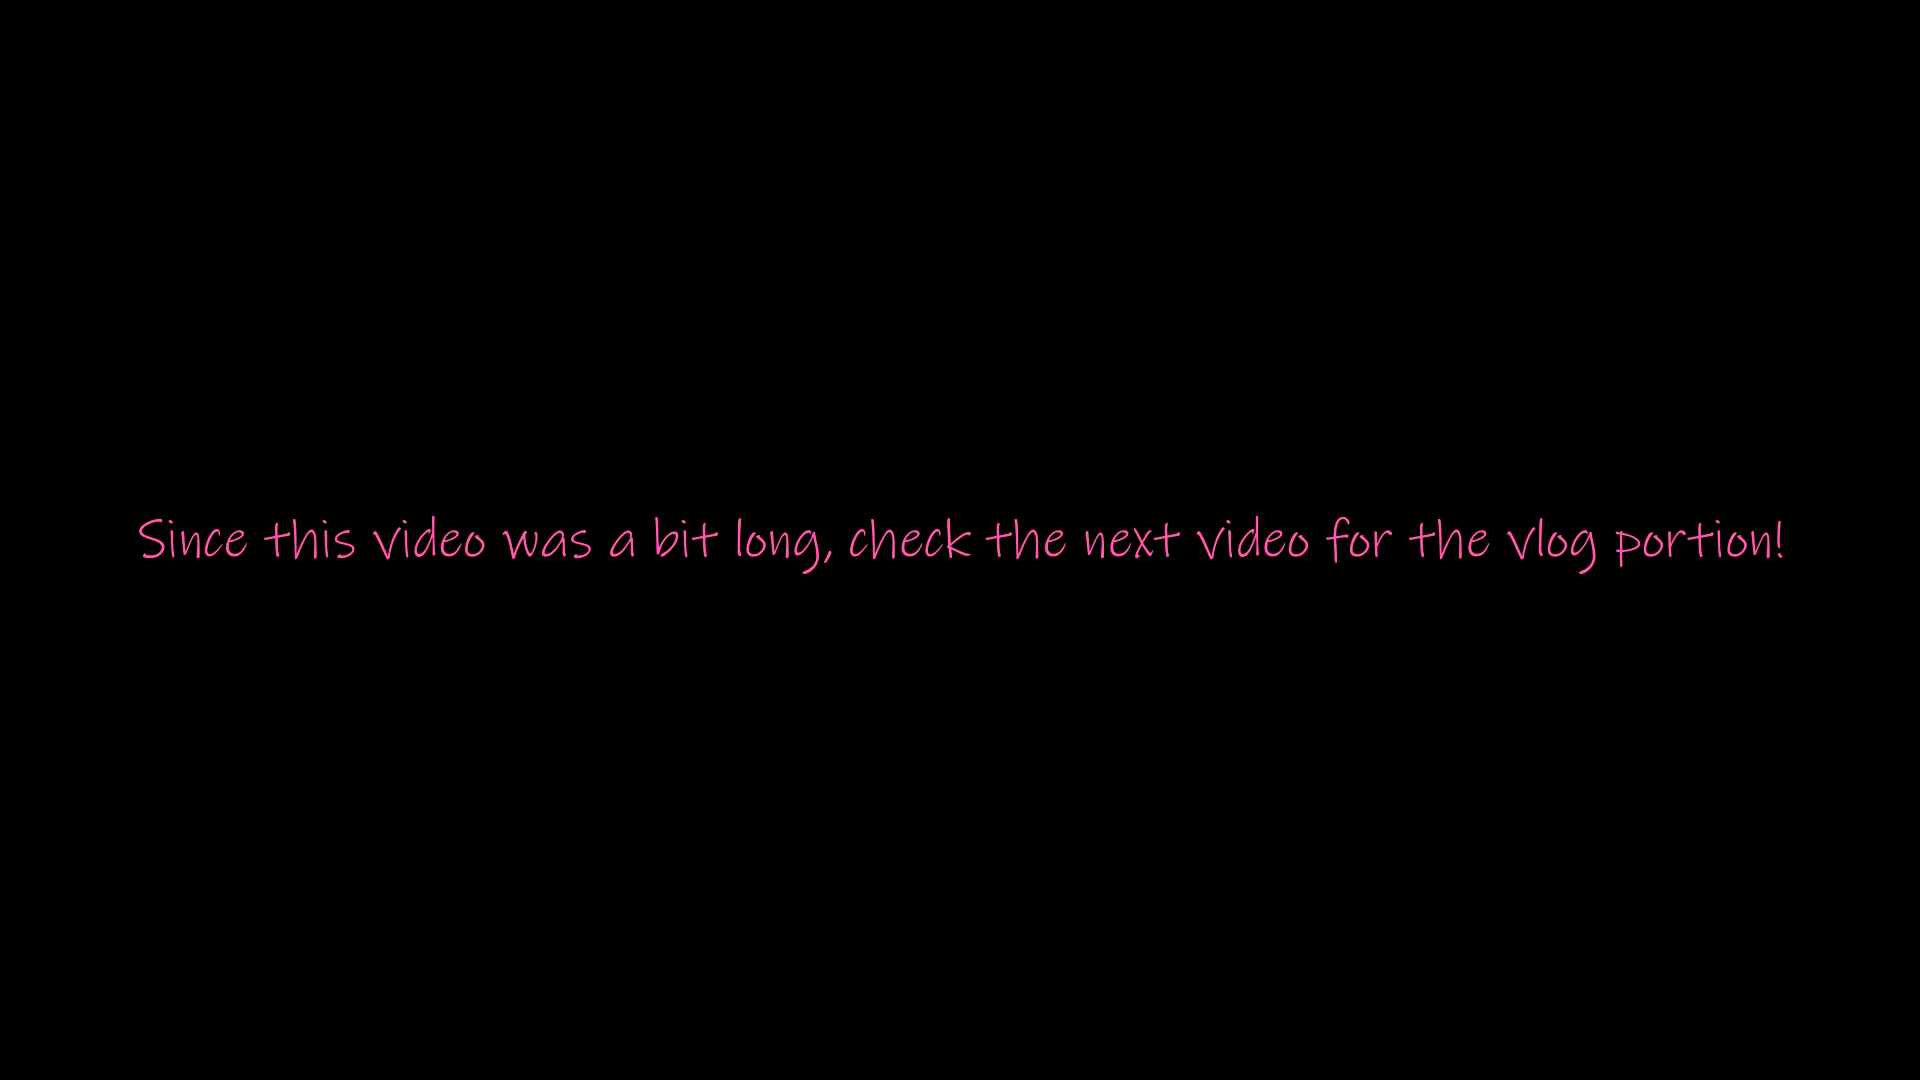 Since this video was a bit long, check the next video for the vlog portion!